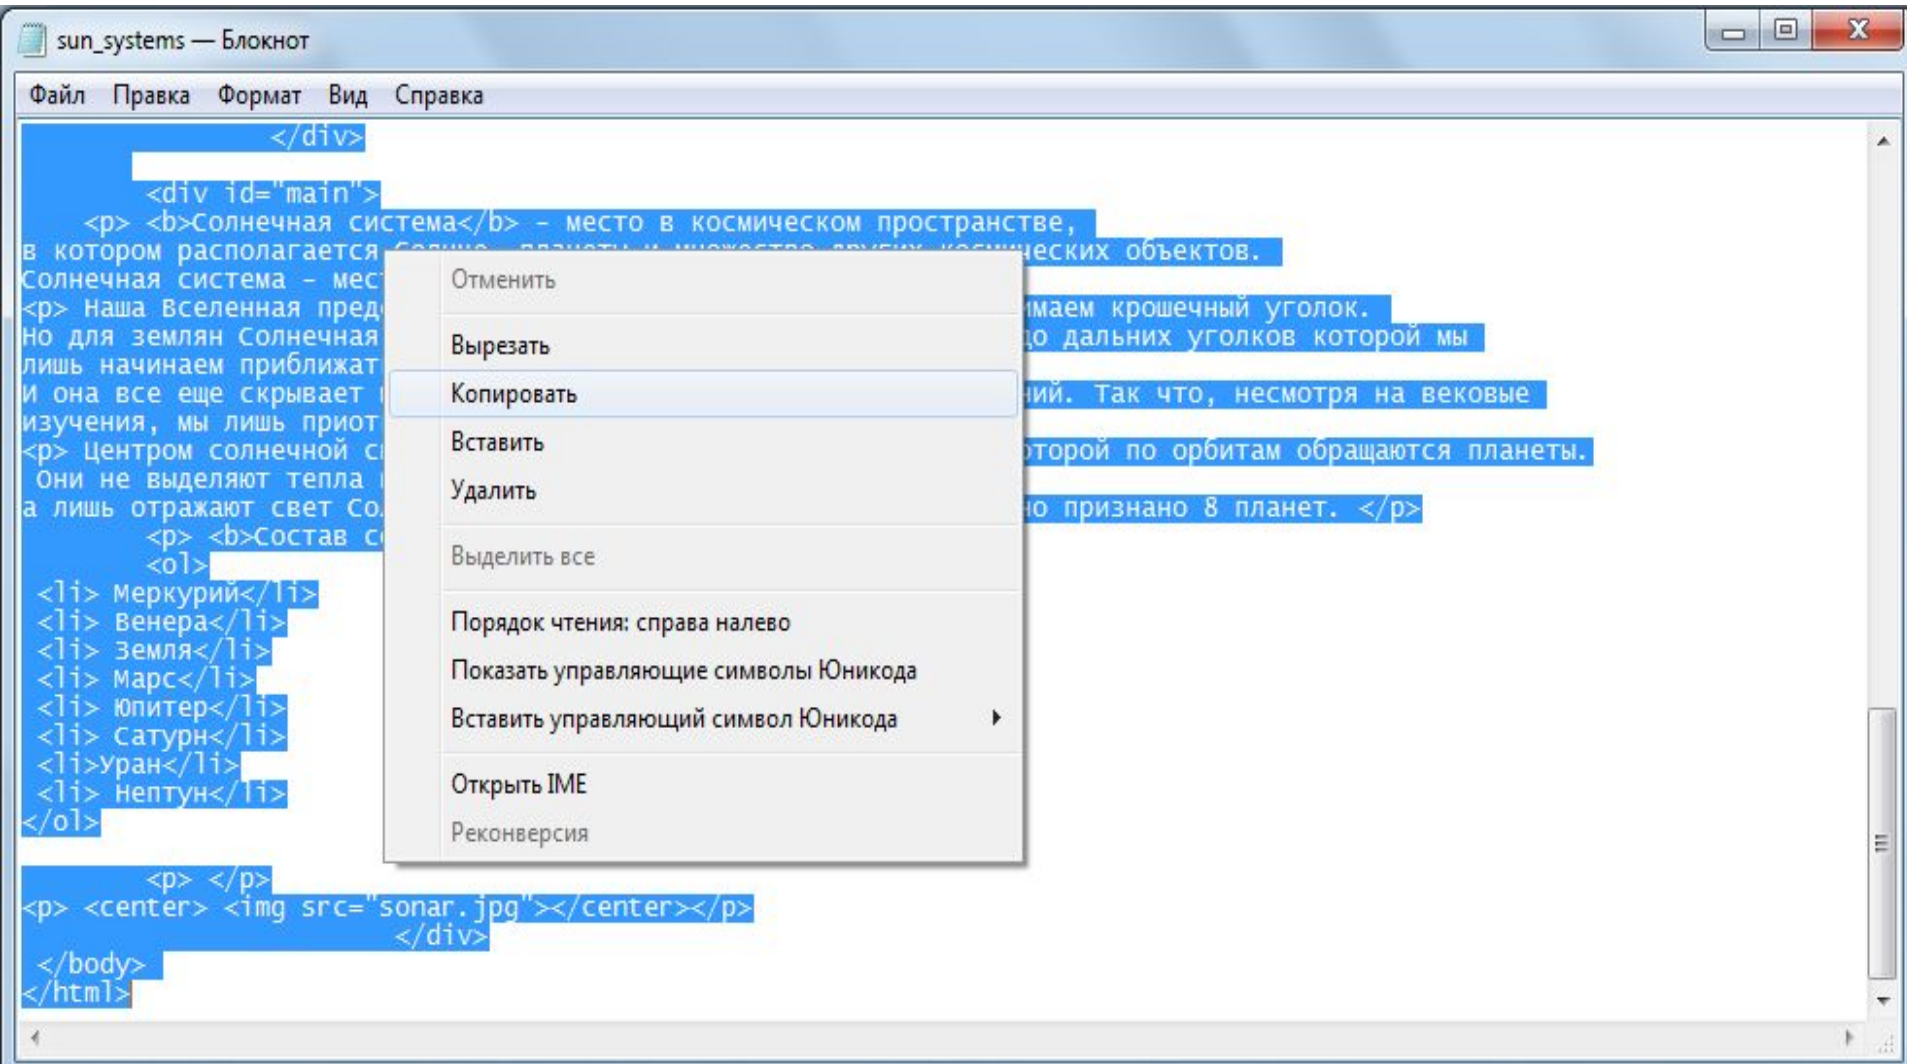 sun_systems — Блокнот
Файл Правка Формат Вид Справка
</div>
<div id="main">
<p> <b>Солнечная система</b> – место в космическом пространстве,
в котором располагается Солнце, планеты и множество других космических объектов.
Солнечная система – мес
<p> Наша Вселенная пред имаем крошечный уголок.
Но для землян Солнечная до дальних уголков которой мы
лишь начинаем приближат
И она все еще скрывает ний. Так что, несмотря на вековые
изучения, мы лишь приот
<p> Центром солнечной с оторой по орбитам обращаются планеты.
Они не выделяют тепла
а лишь отражают свет Со но признано 8 планет. </p>
<p> <b>Состав с
<ol>
<li> Меркурий</li>
<li> Венера</li>
<li> Земля</li>
<li> Марс</li>
<li> Юпитер</li>
<li> Сатурн</li>
<li>Уран</li>
<li> Нептун</li>
</ol>
<p> </p>
<p> <center> <img src="sonar.jpg"></center></p>
</div>
</body>
</html>
Отменить
Вырезать
Копировать
Вставить
Удалить
Выделить все
Порядок чтения: справа налево
Показать управляющие символы Юникода
Вставить управляющий символ Юникода
Открыть IME
Реконверсия